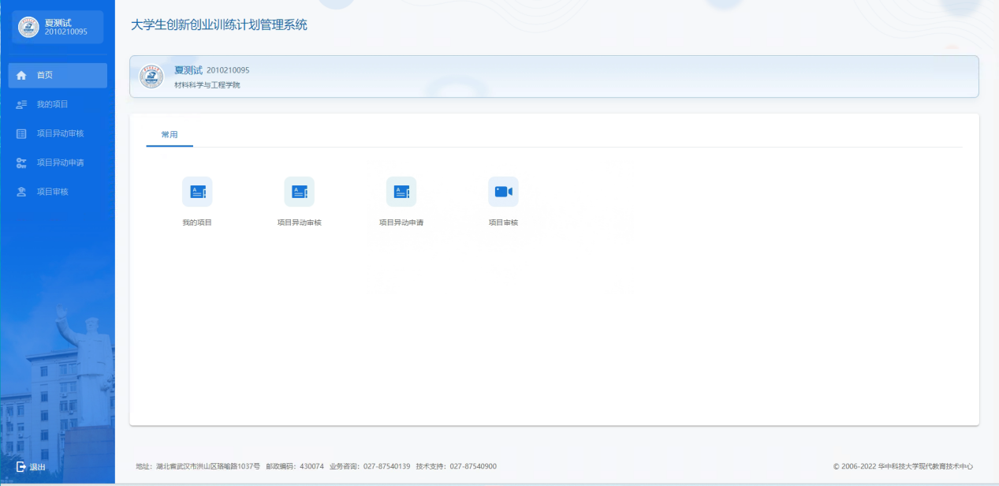 夏测试
2010210095
首页
我的项目
项目异动审核
项目异动申请
项目审核
退出
大学生创新创业训练计划管理系统
夏测试 2010210095
材料科学与工程学院
常用
我的项目 项目异动审核 项目异动申请 项目审核
地址：湖北省武汉市洪山区珞喻路1037号 邮政编码：430074 业务咨询：027-87540139 技术支持：027-87540900 © 2006-2022 华中科技大学现代教育技术中心